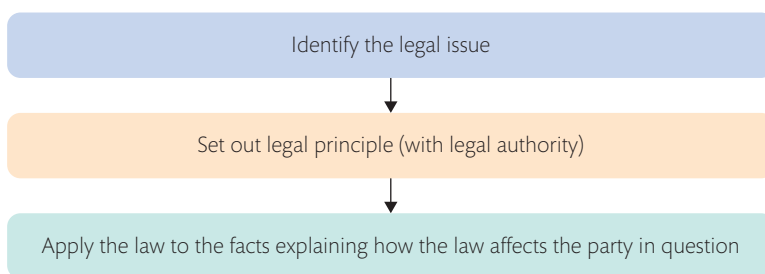 Identify the legal issue
Set out legal principle (with legal authority)
Apply the law to the facts explaining how the law affects the party in question